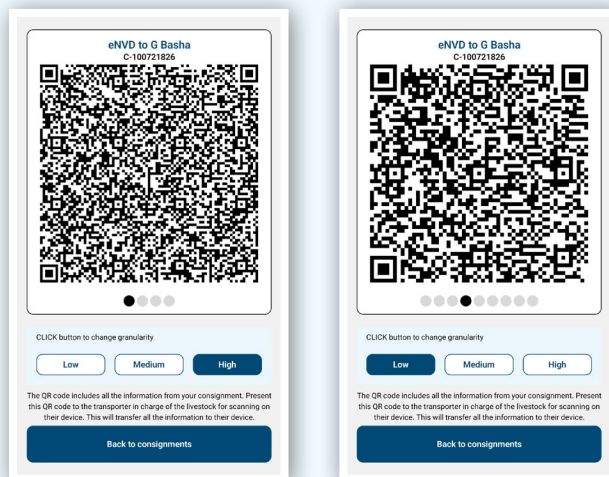 eNVD to G Basha
C-100721826
CLICK button to change granularity
Low
Medium
High
The QR code includes all the information from your consignment. Present
this QR code to the transporter in charge of the livestock for scanning on
their device. This will transfer all the information to their device.
Back to consignments
eNVD to G Basha
C-100721826
CLICK button to change granularity
Low
Medium
High
The QR code includes all the information from your consignment. Present
this QR code to the transporter in charge of the livestock for scanning on
their device. This will transfer all the information to their device.
Back to consignments